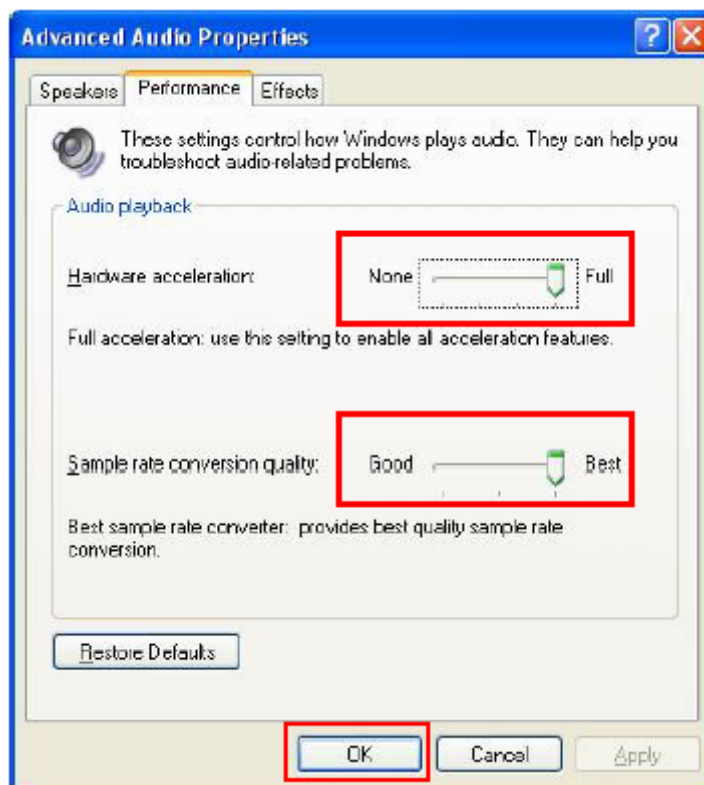 Advanced Audio Properties
Speakers Performance Effects
These settings control how Windows plays audio. They can help you
troubleshoot audio-related problems.
Audio playback
Hardware acceleration: None Full
Full acceleration: use this setting to enable all acceleration features.
Sample rate conversion quality: Good Best
Best sample rate converter: provides best quality sample rate
conversion.
Restore Defaults
OK Cancel Apply